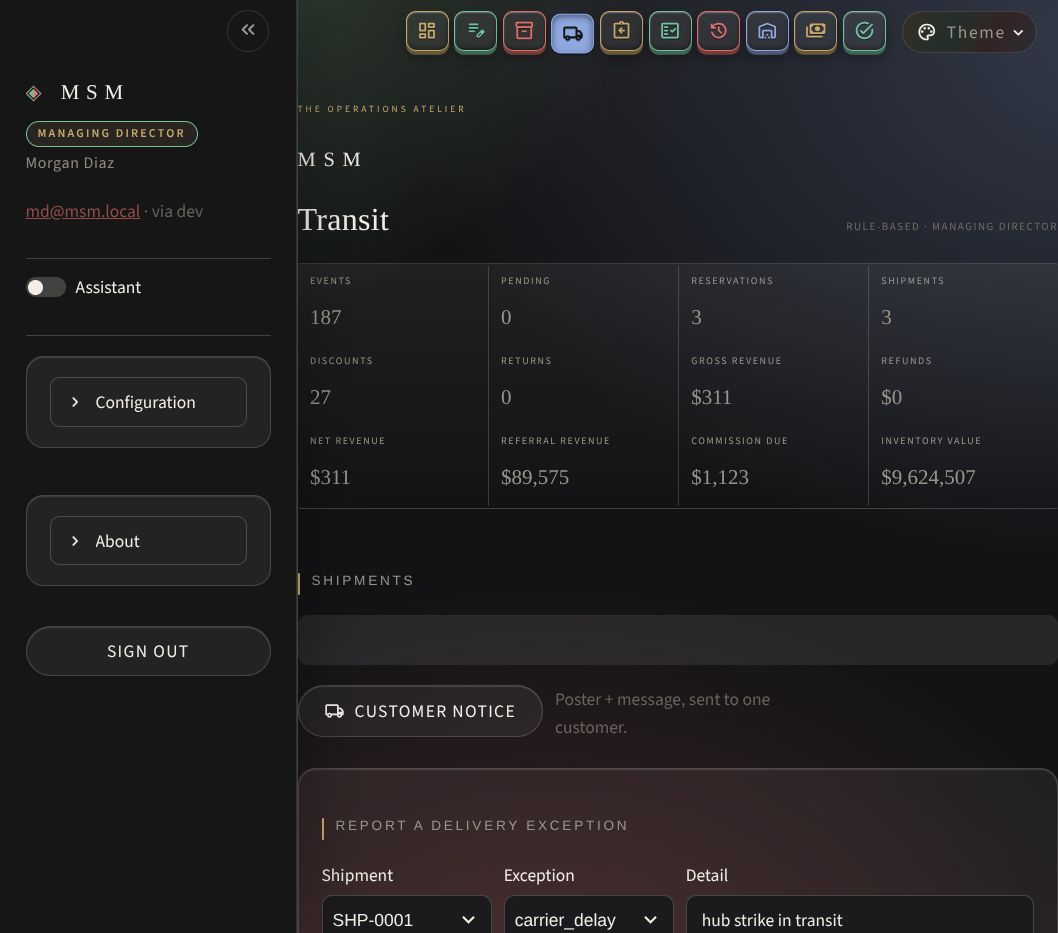 Theme
MSM
MANAGING DIRECTOR
Morgan Diaz
md@msm.local · via dev
Assistant
Configuration
About
SIGN OUT
THE OPERATIONS ATELIER
MSM
Transit
RULE-BASED · MANAGING DIRECTOR
EVENTS PENDING RESERVATIONS SHIPMENTS
187 0 3 3
DISCOUNTS RETURNS GROSS REVENUE REFUNDS
27 0 $311 $0
NET REVENUE REFERRAL REVENUE COMMISSION DUE INVENTORY VALUE
$311 $89,575 $1,123 $9,624,507
SHIPMENTS
CUSTOMER NOTICE
Poster + message, sent to one
customer.
REPORT A DELIVERY EXCEPTION
Shipment Exception Detail
SHP-0001 carrier_delay hub strike in transit